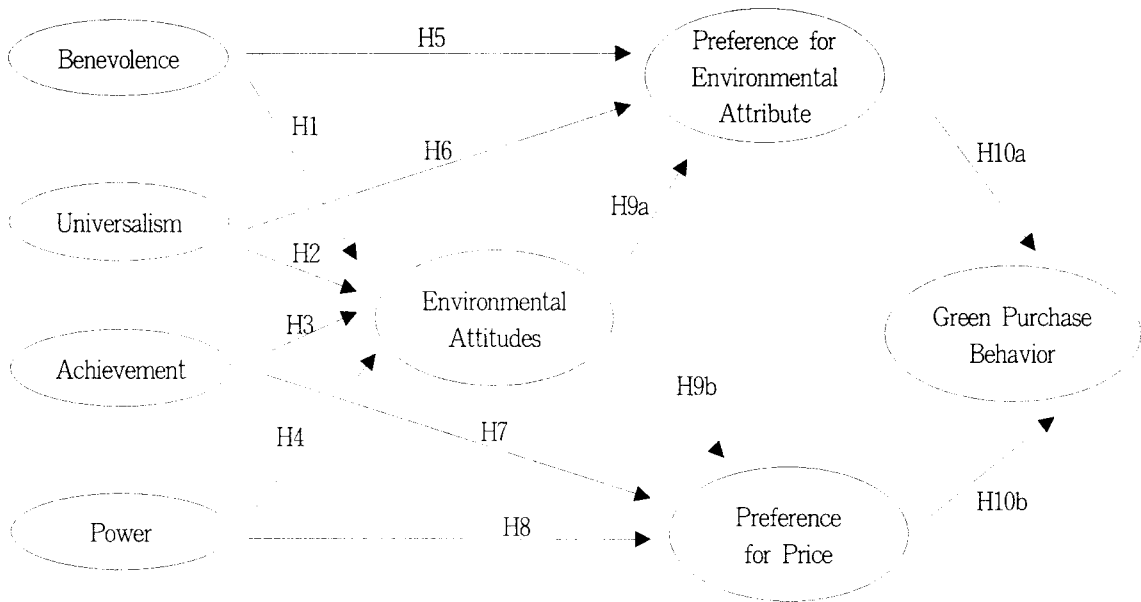 Benevolence
H5
Preference for
Environmental
Attribute
H1
H6
H10a
Universalism
H9a
H2
Environmental
Attitudes
H3
Green Purchase
Behavior
Achievement
H9b
H7
H4
H10b
Power
H8
Preference
for Price